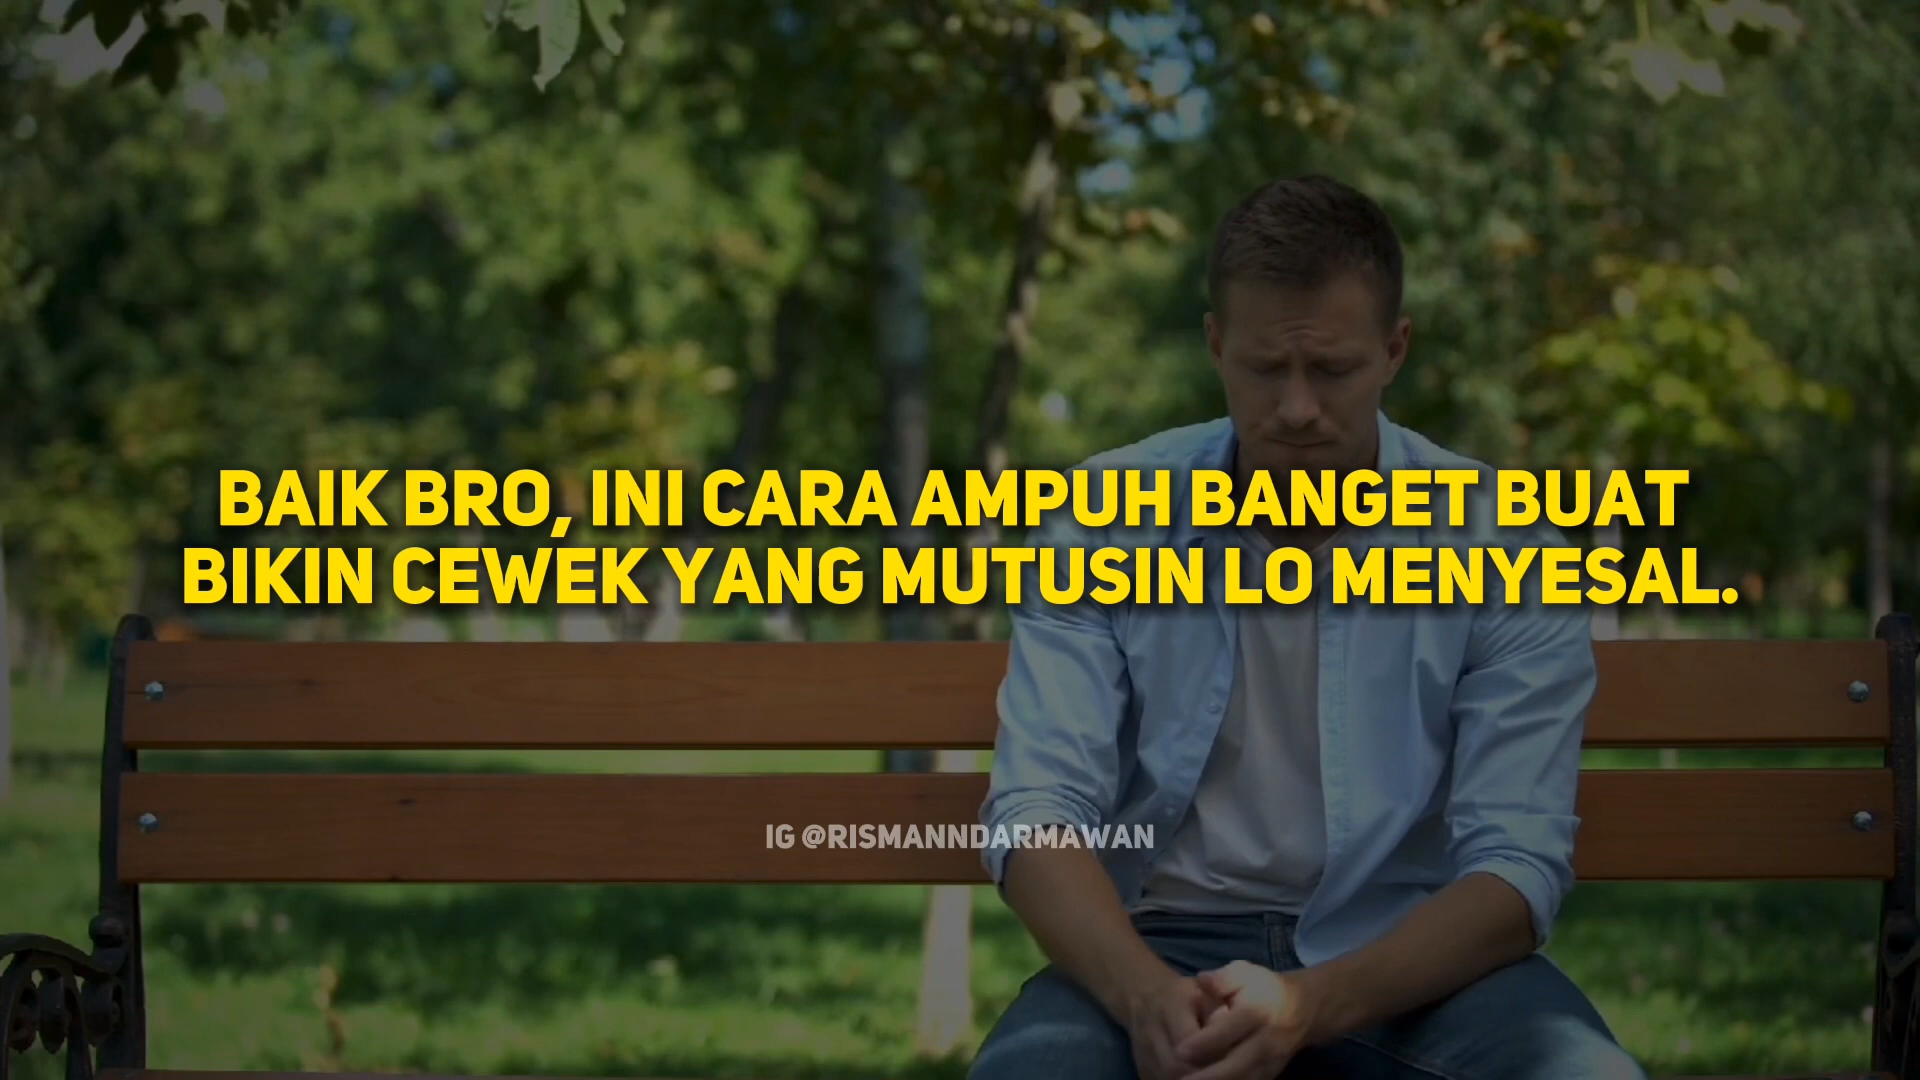 BAIK BRO, INI CARA AMPUH BANGET BUAT
BIKIN CEWEK YANG MUTUSIN LO MENYESAL.
IG @RISMANNDARMAWAN